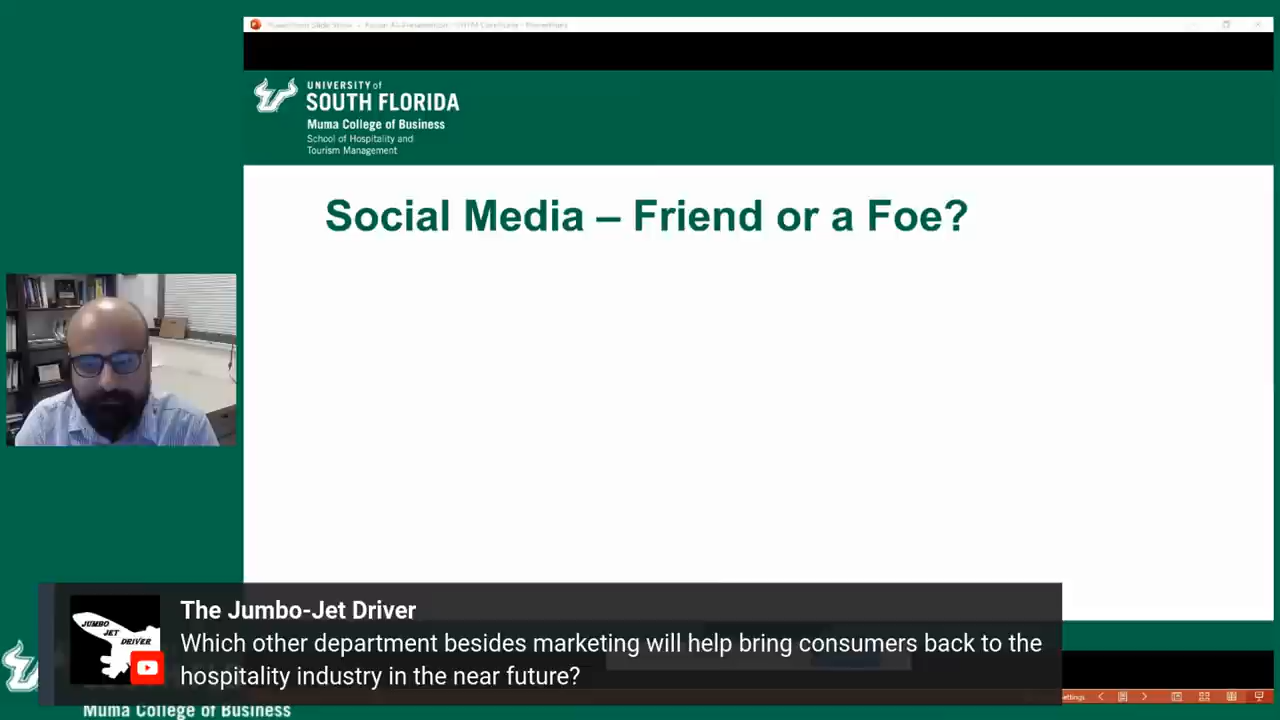 UNIVERSITY of
SOUTH FLORIDA
Muma College of Business
School of Hospitality and
Tourism Management
Social Media – Friend or a Foe?
The Jumbo-Jet Driver
Which other department besides marketing will help bring consumers back to the
hospitality industry in the near future?
JUMBO
JET
DRIVER
Muma College of Business